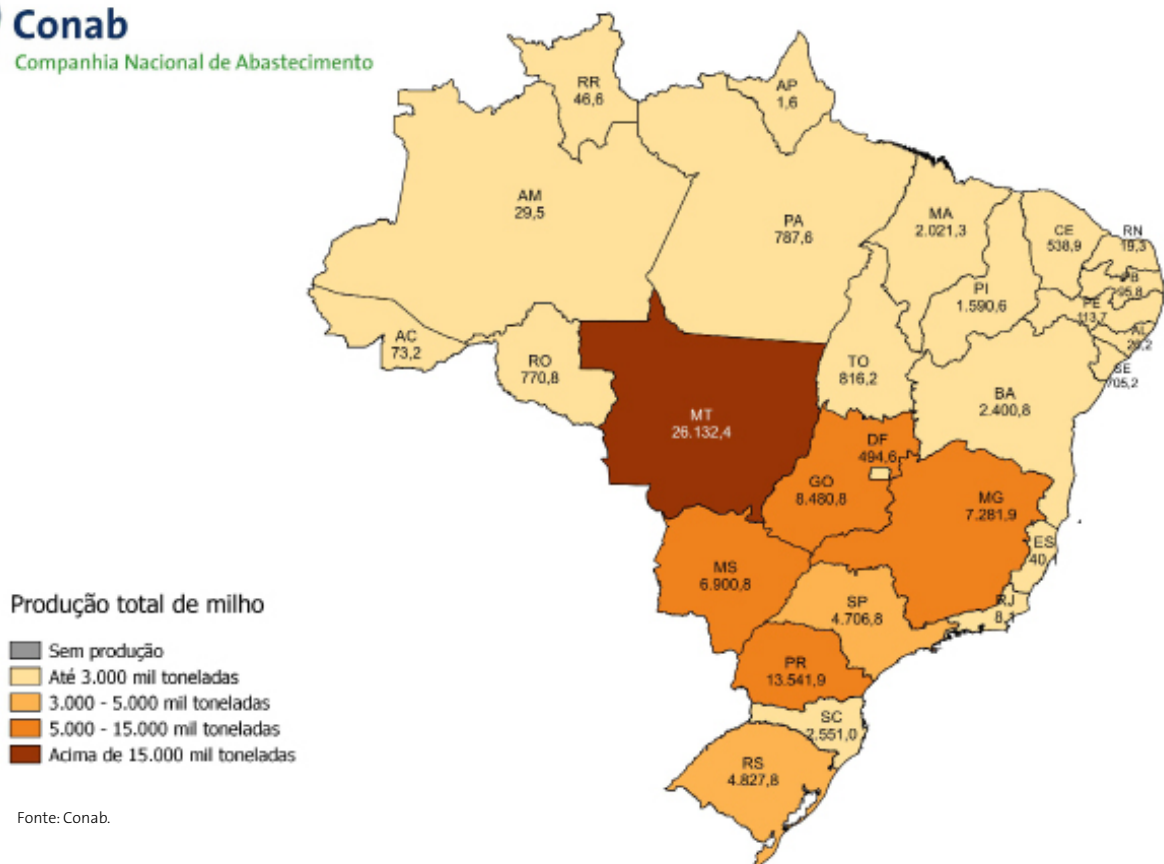 Conab
Companhia Nacional de Abastecimento
RR
46,6
AP
1,6
AM
29,5
PA
787,6
MA
2.021,3
CE
538,9
RN
19,3
PB
95,8
PI
1.590,6
PE
113,7
AL
26,2
SE
705,2
AC
73,2
RO
770,8
TO
816,2
BA
2.400,8
MT
26.132,4
DF
494,6
GO
8.480,8
MG
7.281,9
ES
MS
6.900,8
SP
4.706,8
RJ
8,1
PR
13.541,9
SC
2.551,0
RS
4.827,8
Produção total de milho
Sem produção
Até 3.000 mil toneladas
3.000 - 5.000 mil toneladas
5.000 - 15.000 mil toneladas
Acima de 15.000 mil toneladas
Fonte: Conab.